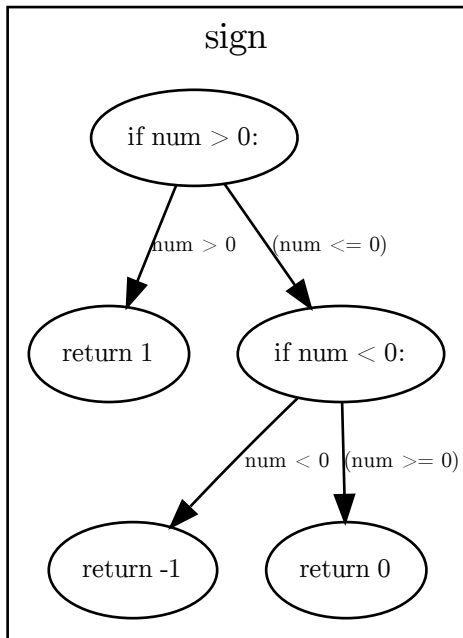 sign
if num > 0:
num > 0
(num <= 0)
return 1
if num < 0:
num < 0
(num >= 0)
return -1
return 0